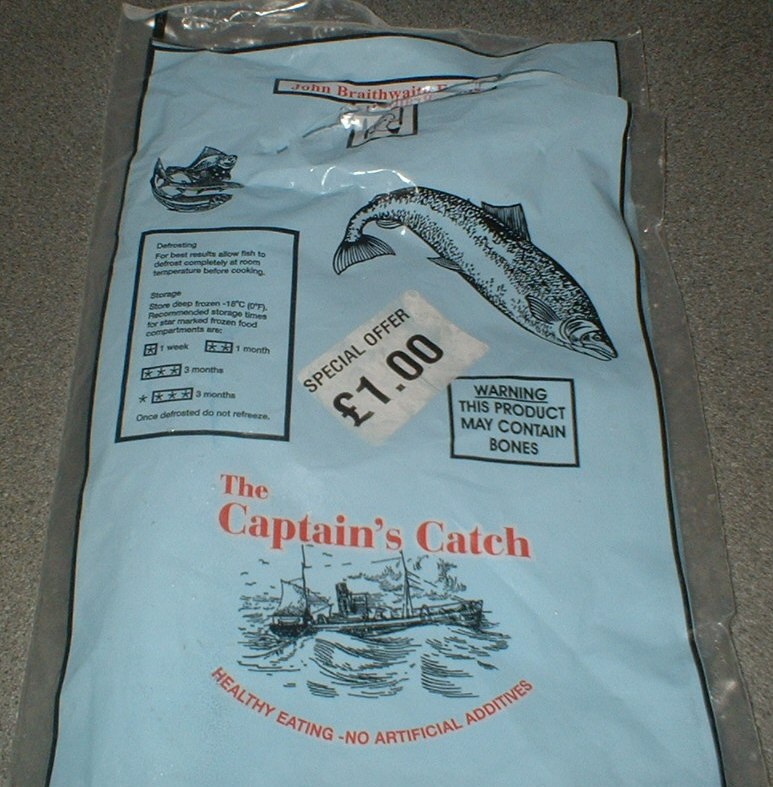 John Braithwaite
Defrosting
For best results allow fish to
defrost completely at room
temperature before cooking.
Storage
Store deep frozen -18°C (0°F).
Recommended storage times
for star marked frozen food
compartments are:
* 1 week ** 1 month
*** 3 months
* *** 3 months
Once defrosted do not refreeze.
SPECIAL OFFER
£1.00
WARNING
THIS PRODUCT
MAY CONTAIN
BONES
The
Captain's Catch
HEALTHY EATING -NO ARTIFICIAL ADDITIVES